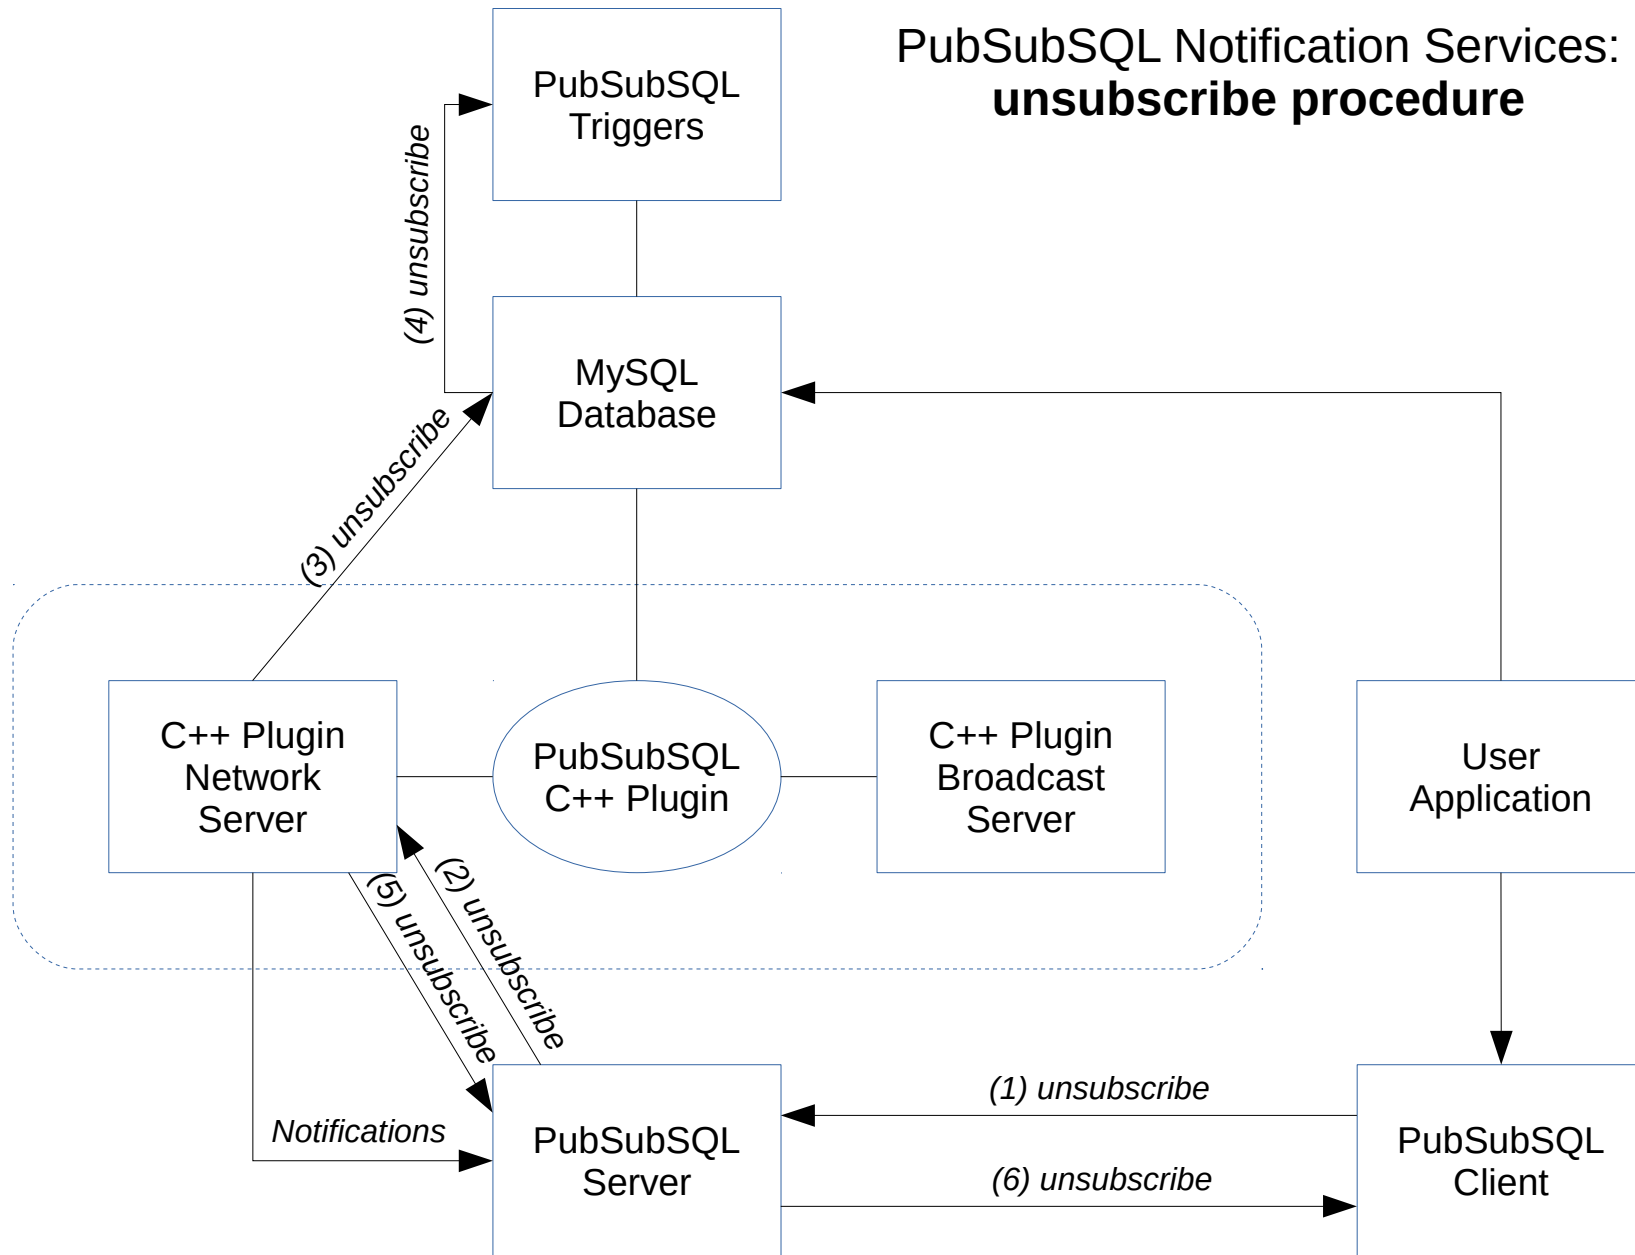 PubSubSQL Notification Services:
unsubscribe procedure
PubSubSQL
Triggers
(4) unsubscribe
MySQL
Database
(3) unsubscribe
C++ Plugin
Network
Server
PubSubSQL
C++ Plugin
C++ Plugin
Broadcast
Server
User
Application
(5) unsubscribe
(2) unsubscribe
(1) unsubscribe
Notifications
PubSubSQL
Server
(6) unsubscribe
PubSubSQL
Client